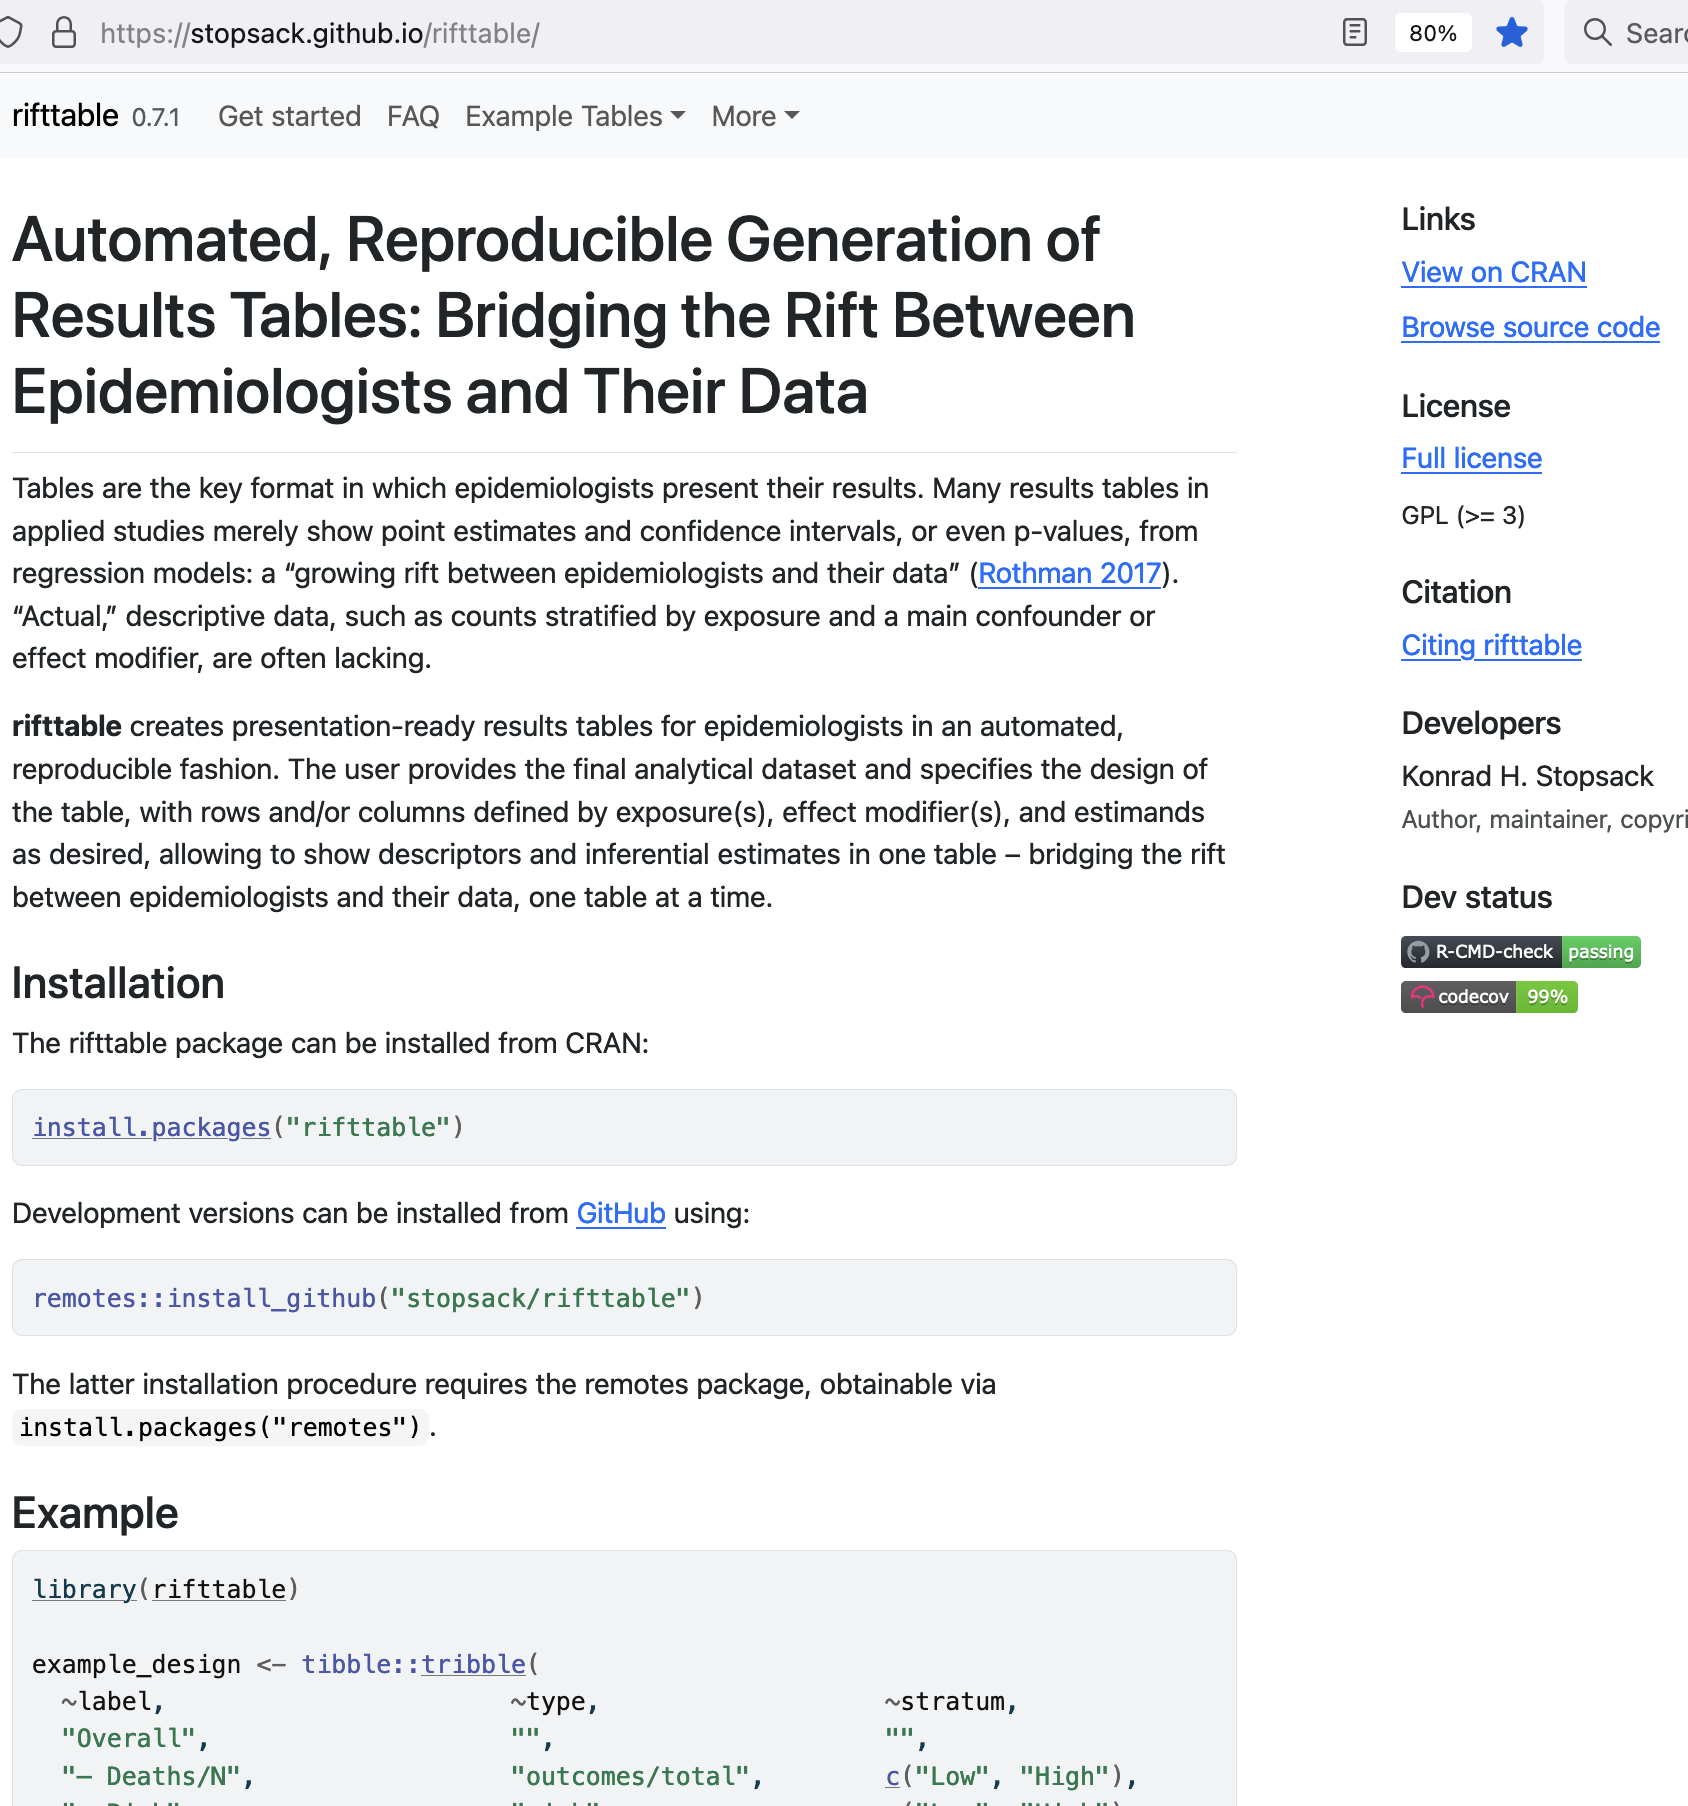 https://stopsack.github.io/rifttable/
80%
rifttable 0.7.1 Get started FAQ Example Tables More
Automated, Reproducible Generation of
Results Tables: Bridging the Rift Between
Epidemiologists and Their Data
Tables are the key format in which epidemiologists present their results. Many results tables in
applied studies merely show point estimates and confidence intervals, or even p-values, from
regression models: a “growing rift between epidemiologists and their data” (Rothman 2017).
“Actual,” descriptive data, such as counts stratified by exposure and a main confounder or
effect modifier, are often lacking.
rifttable creates presentation-ready results tables for epidemiologists in an automated,
reproducible fashion. The user provides the final analytical dataset and specifies the design of
the table, with rows and/or columns defined by exposure(s), effect modifier(s), and estimands
as desired, allowing to show descriptors and inferential estimates in one table – bridging the rift
between epidemiologists and their data, one table at a time.
Installation
The rifttable package can be installed from CRAN:
install.packages("rifttable")
Development versions can be installed from GitHub using:
remotes::install_github("stopsack/rifttable")
The latter installation procedure requires the remotes package, obtainable via
install.packages("remotes").
Example
library(rifttable)
example_design <- tibble::tribble(
~label, ~type, ~stratum,
"Overall", "", "",
"— Deaths/N", "outcomes/total", c("Low", "High"),
Links
View on CRAN
Browse source code
License
Full license
GPL (>= 3)
Citation
Citing rifttable
Developers
Konrad H. Stopsack
Author, maintainer,
Dev status
R-CMD-check passing
codecov 99%